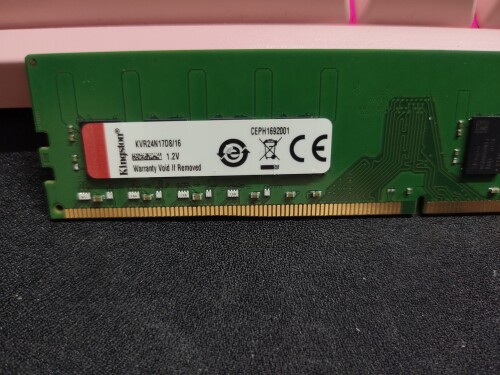 Kingston
CEPH1692001
KVR24N17D8/16
1.2V
Warranty Void If Removed
CE